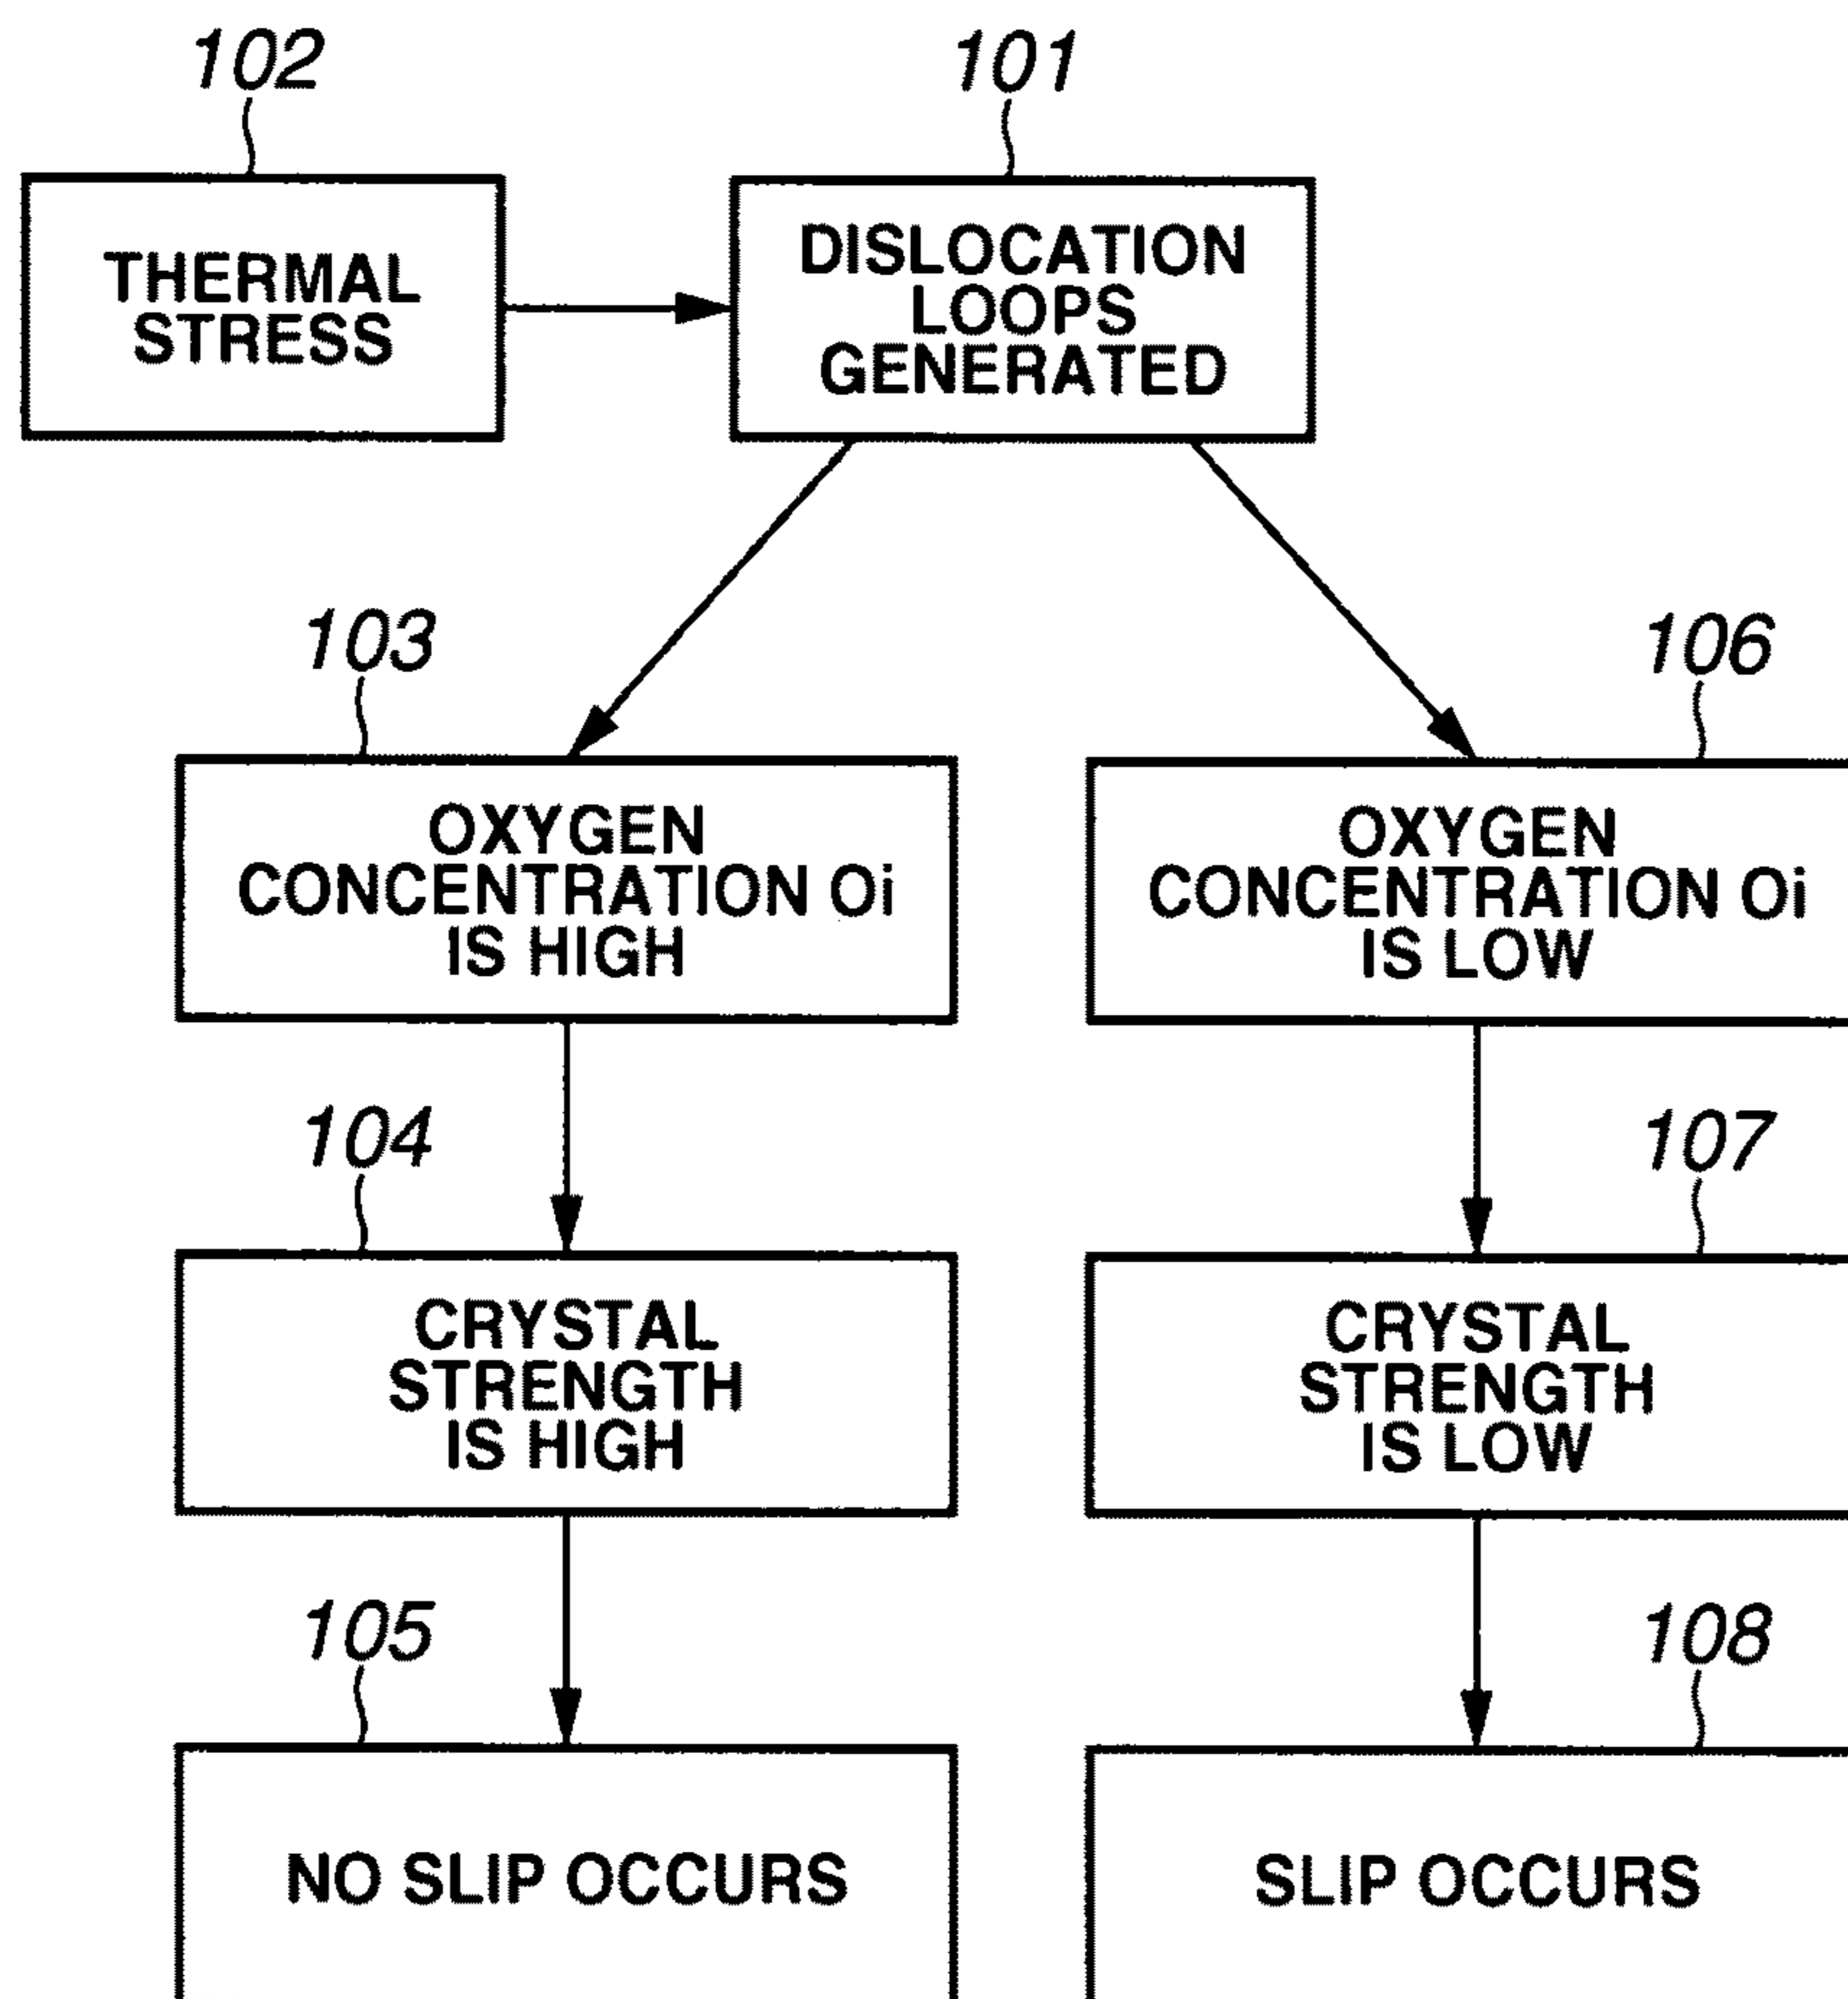 102
101
THERMAL
STRESS
DISLOCATION
LOOPS
GENERATED
103
106
OXYGEN
CONCENTRATION Oi
IS HIGH
OXYGEN
CONCENTRATION Oi
IS LOW
104
107
CRYSTAL
STRENGTH
IS HIGH
CRYSTAL
STRENGTH
IS LOW
105
108
NO SLIP OCCURS
SLIP OCCURS